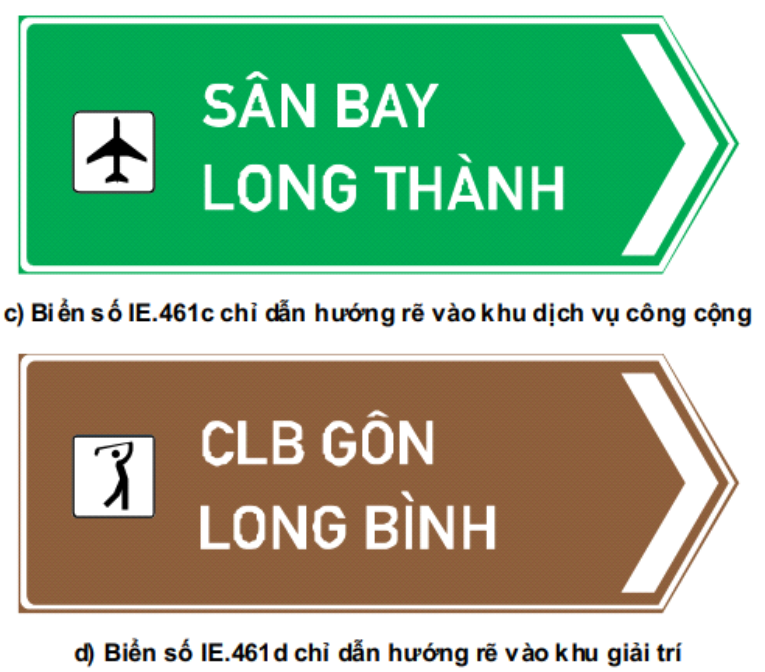 SÂN BAY
LONG THÀNH
c) Biển số IE.461c chỉ dẫn hướng rẽ vào khu dịch vụ công cộng
CLB GÔN
LONG BÌNH
d) Biển số IE.461d chỉ dẫn hướng rẽ vào khu giải trí